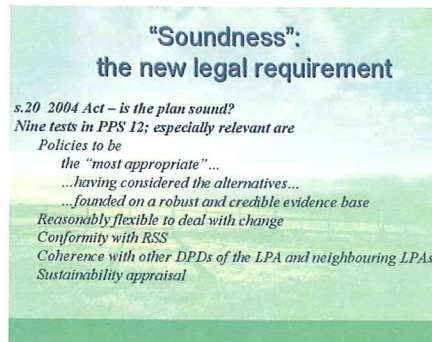 “Soundness”:
the new legal requirement
s.20 2004 Act – is the plan sound?
Nine tests in PPS 12; especially relevant are
Policies to be
the “most appropriate”…
…having considered the alternatives…
…founded on a robust and credible evidence base
Reasonably flexible to deal with change
Conformity with RSS
Coherence with other DPDs of the LPA and neighbouring LPAs
Sustainability appraisal